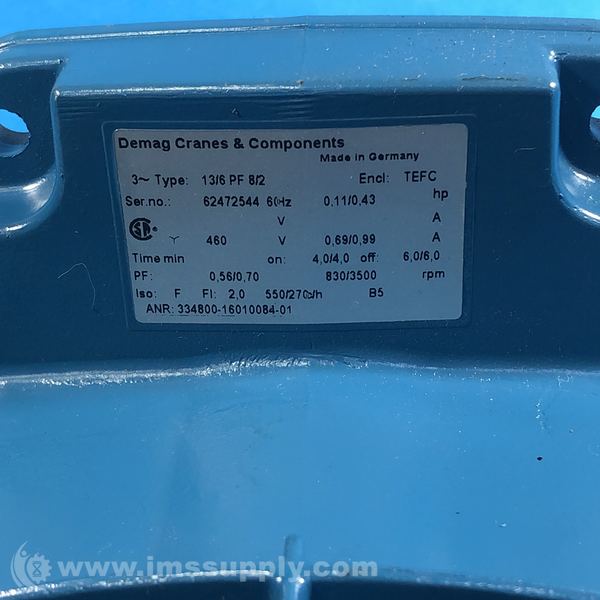 Demag Cranes & Components
Made in Germany
3~ Type: 13/6 PF 8/2 Encl: TEFC
Ser.no.: 62472544 60Hz 0,11/0,43 hp
V A
Y 460 V 0,69/0,99 A
Time min on: 4,0/4,0 off: 6,0/6,0
PF: 0,56/0,70 830/3500 rpm
Iso: F FI: 2,0 550/270s/h B5
ANR: 334800-16010084-01
www.imssupply.com